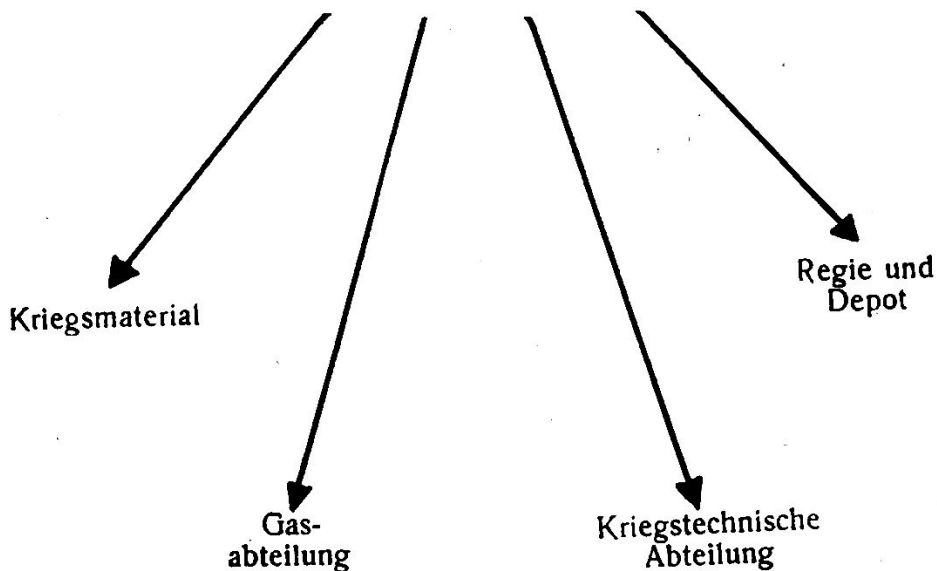 Kriegsmaterial
Gas-
abteilung
Kriegstechnische
Abteilung
Regie und
Depot